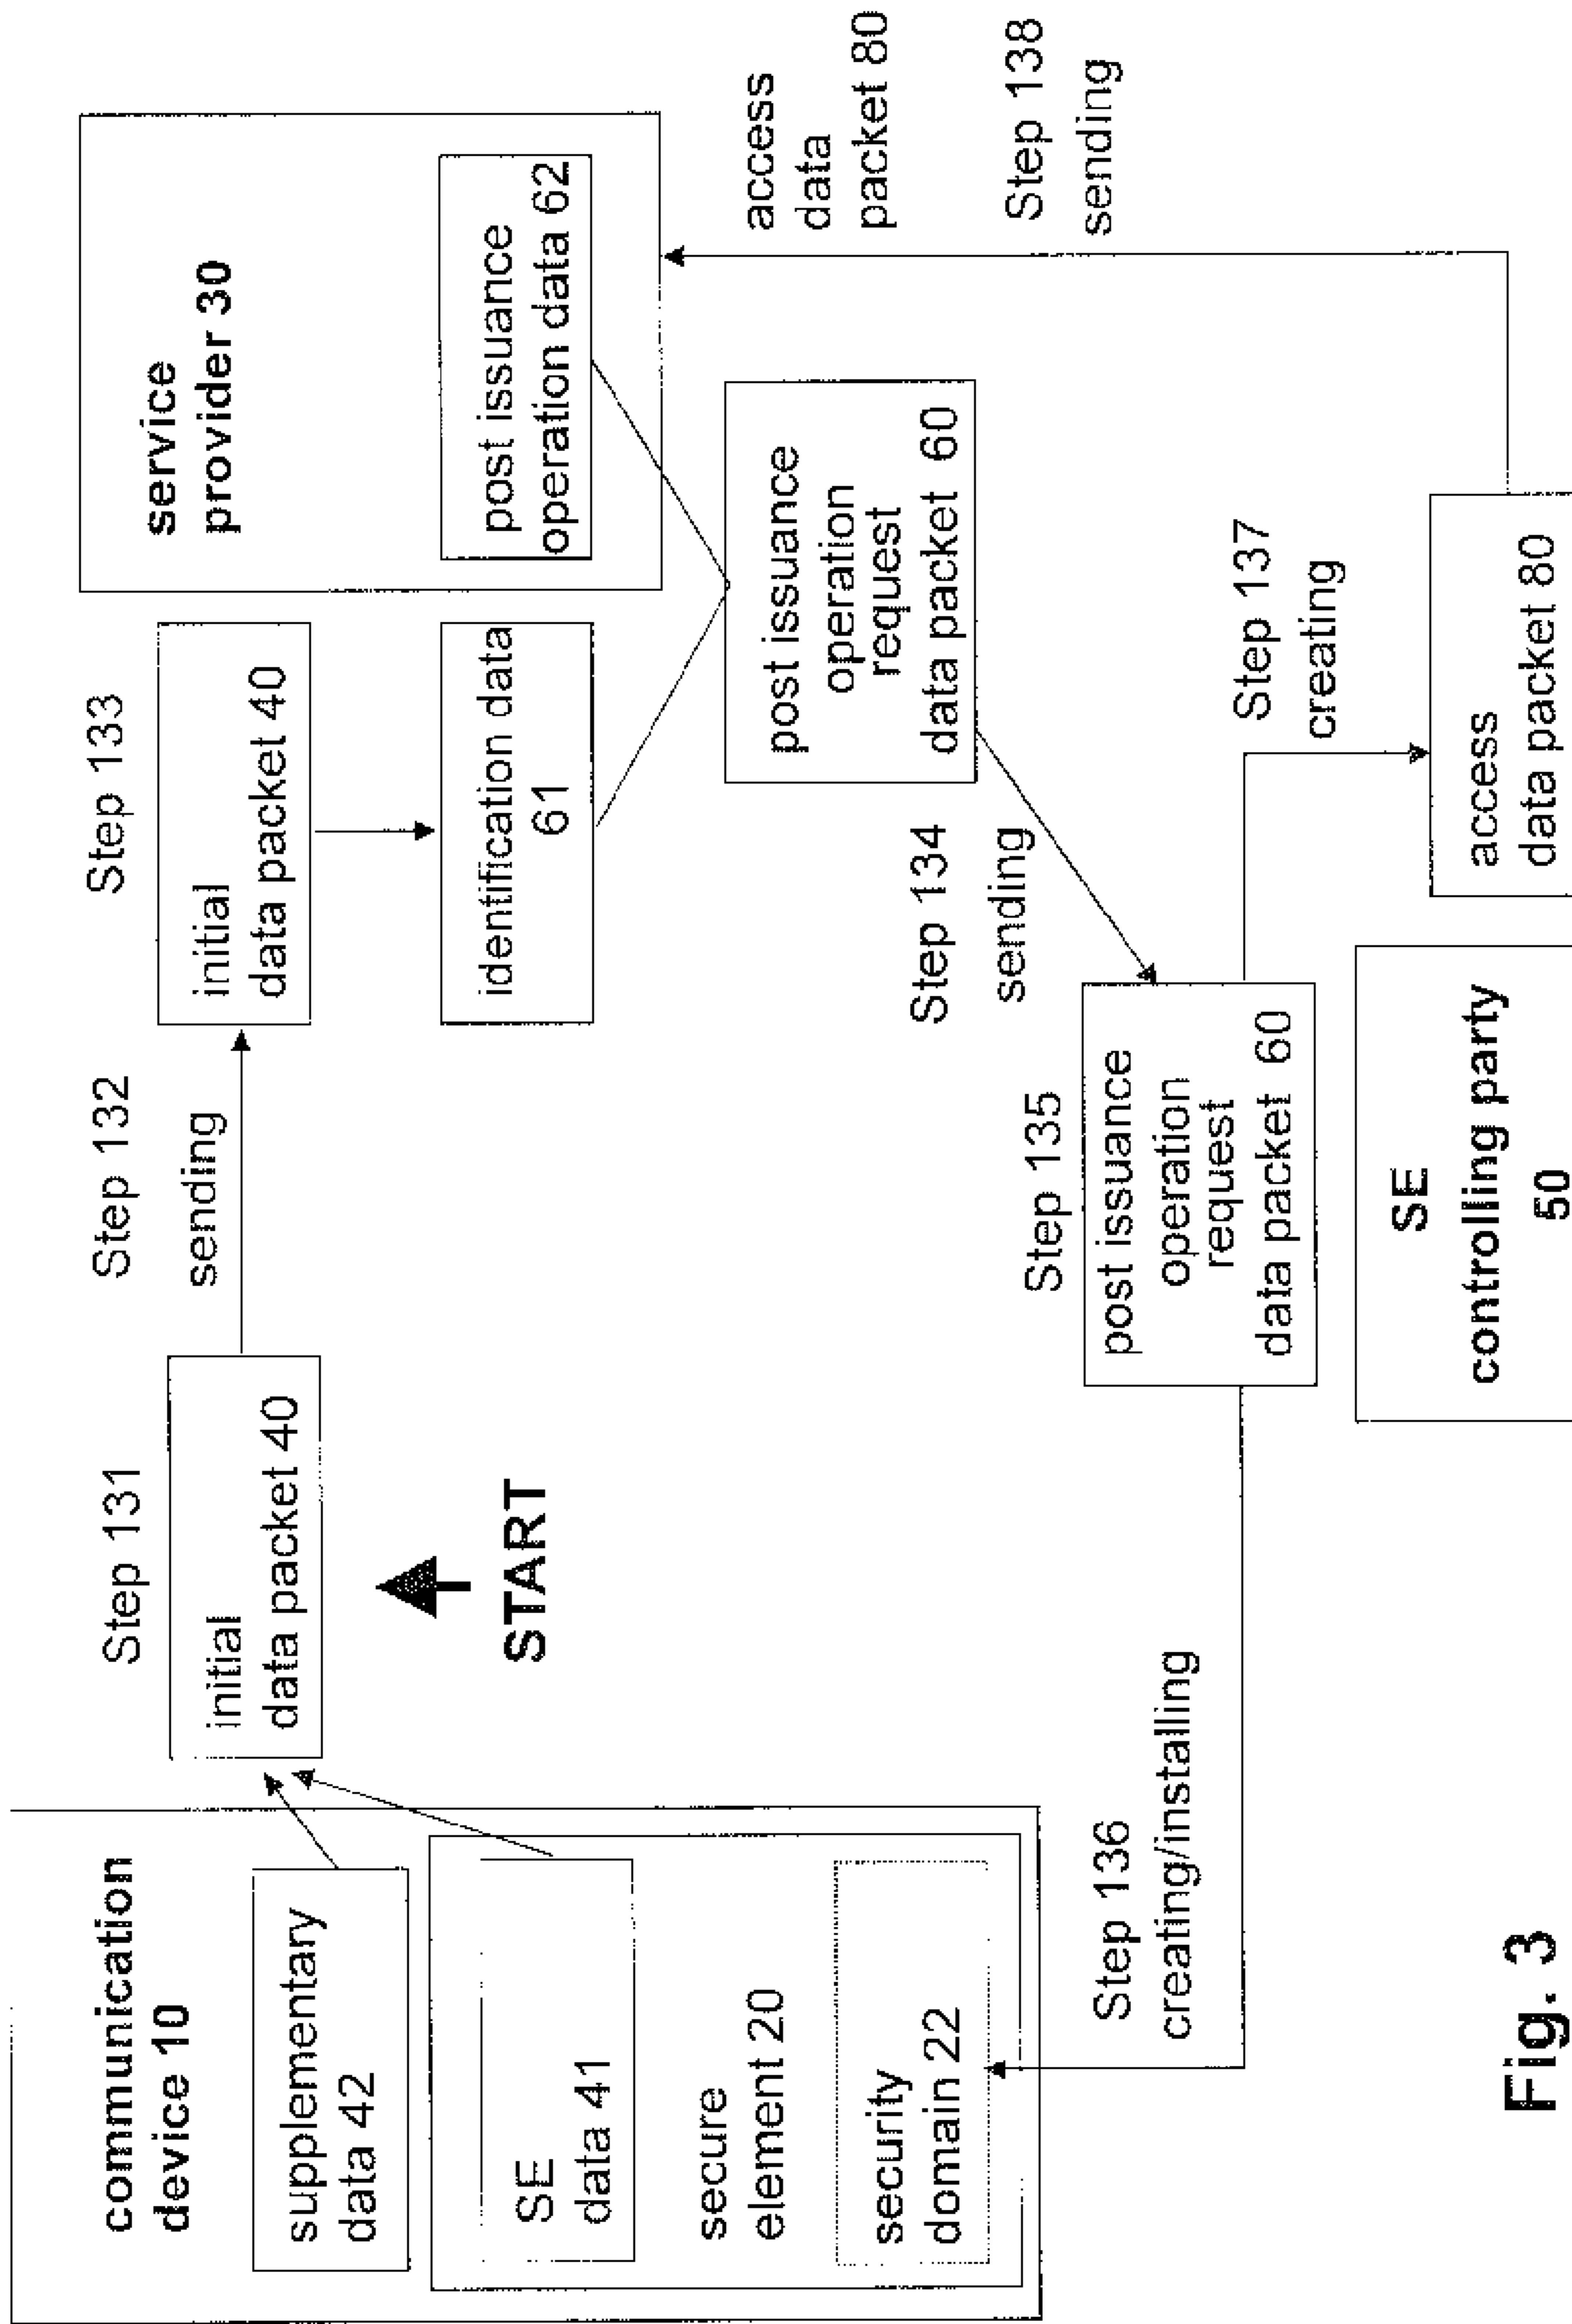 communication
device 10
supplementary
data 42
SE
data 41
secure
element 20
security
domain 22
Step 131
initial
data packet 40
START
Step 132
sending
Step 133
initial
data packet 40
identification data
61
service
provider 30
post issuance
operation data 62
post issuance
operation
request
data packet 60
Step 134
sending
Step 135
post issuance
operation
request
data packet 60
SE
controlling party
50
Step 136
creating/installing
Step 137
creating
access
data packet 80
access
data
packet 80
Step 138
sending
Fig. 3